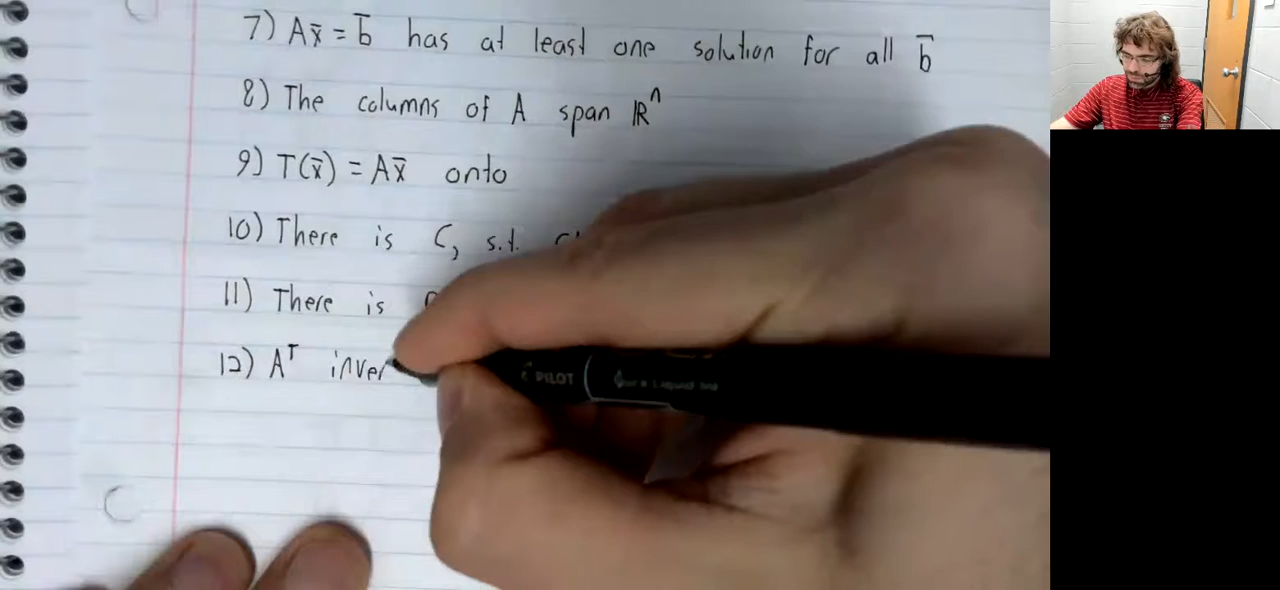 7) Ax̄ = b̄ has at least one solution for all b̄
8) The columns of A span ℝⁿ
9) T(x̄) = Ax̄ onto
10) There is C, s.t.
11) There is
12) Aᵀ inver
PILOT